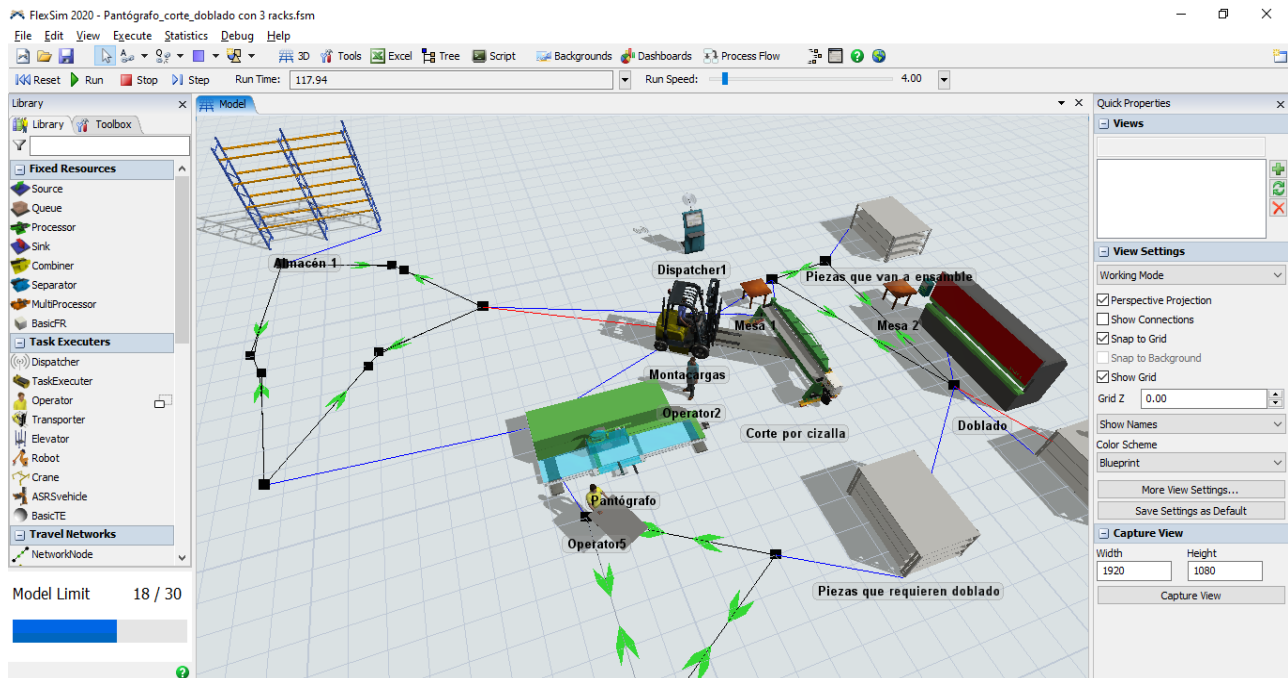 FlexSim 2020 - Pantógrafo_corte_doblado con 3 racks.fsm
File Edit View Execute Statistics Debug Help
3D Tools Excel Tree Script Backgrounds Dashboards Process Flow
Reset Run Stop Step Run Time: 117.94 Run Speed: 4.00
Library
Library Toolbox
Fixed Resources
Source
Queue
Processor
Sink
Combiner
Separator
MultiProcessor
BasicFR
Task Executers
Dispatcher
TaskExecuter
Operator
Transporter
Elevator
Robot
Crane
ASRSvehicle
BasicTE
Travel Networks
NetworkNode
Model Limit 18 / 30
Model
Almacén 1
Dispatcher1
Piezas que van a ensamble
Mesa 1
Mesa 2
Montacargas
Operator2
Corte por cizalla
Doblado
Pantógrafo
Operator5
Piezas que requieren doblado
Quick Properties
Views
View Settings
Working Mode
Perspective Projection
Show Connections
Snap to Grid
Snap to Background
Show Grid
Grid Z 0.00
Show Names
Color Scheme
Blueprint
More View Settings...
Save Settings as Default
Capture View
Width Height
1920 1080
Capture View